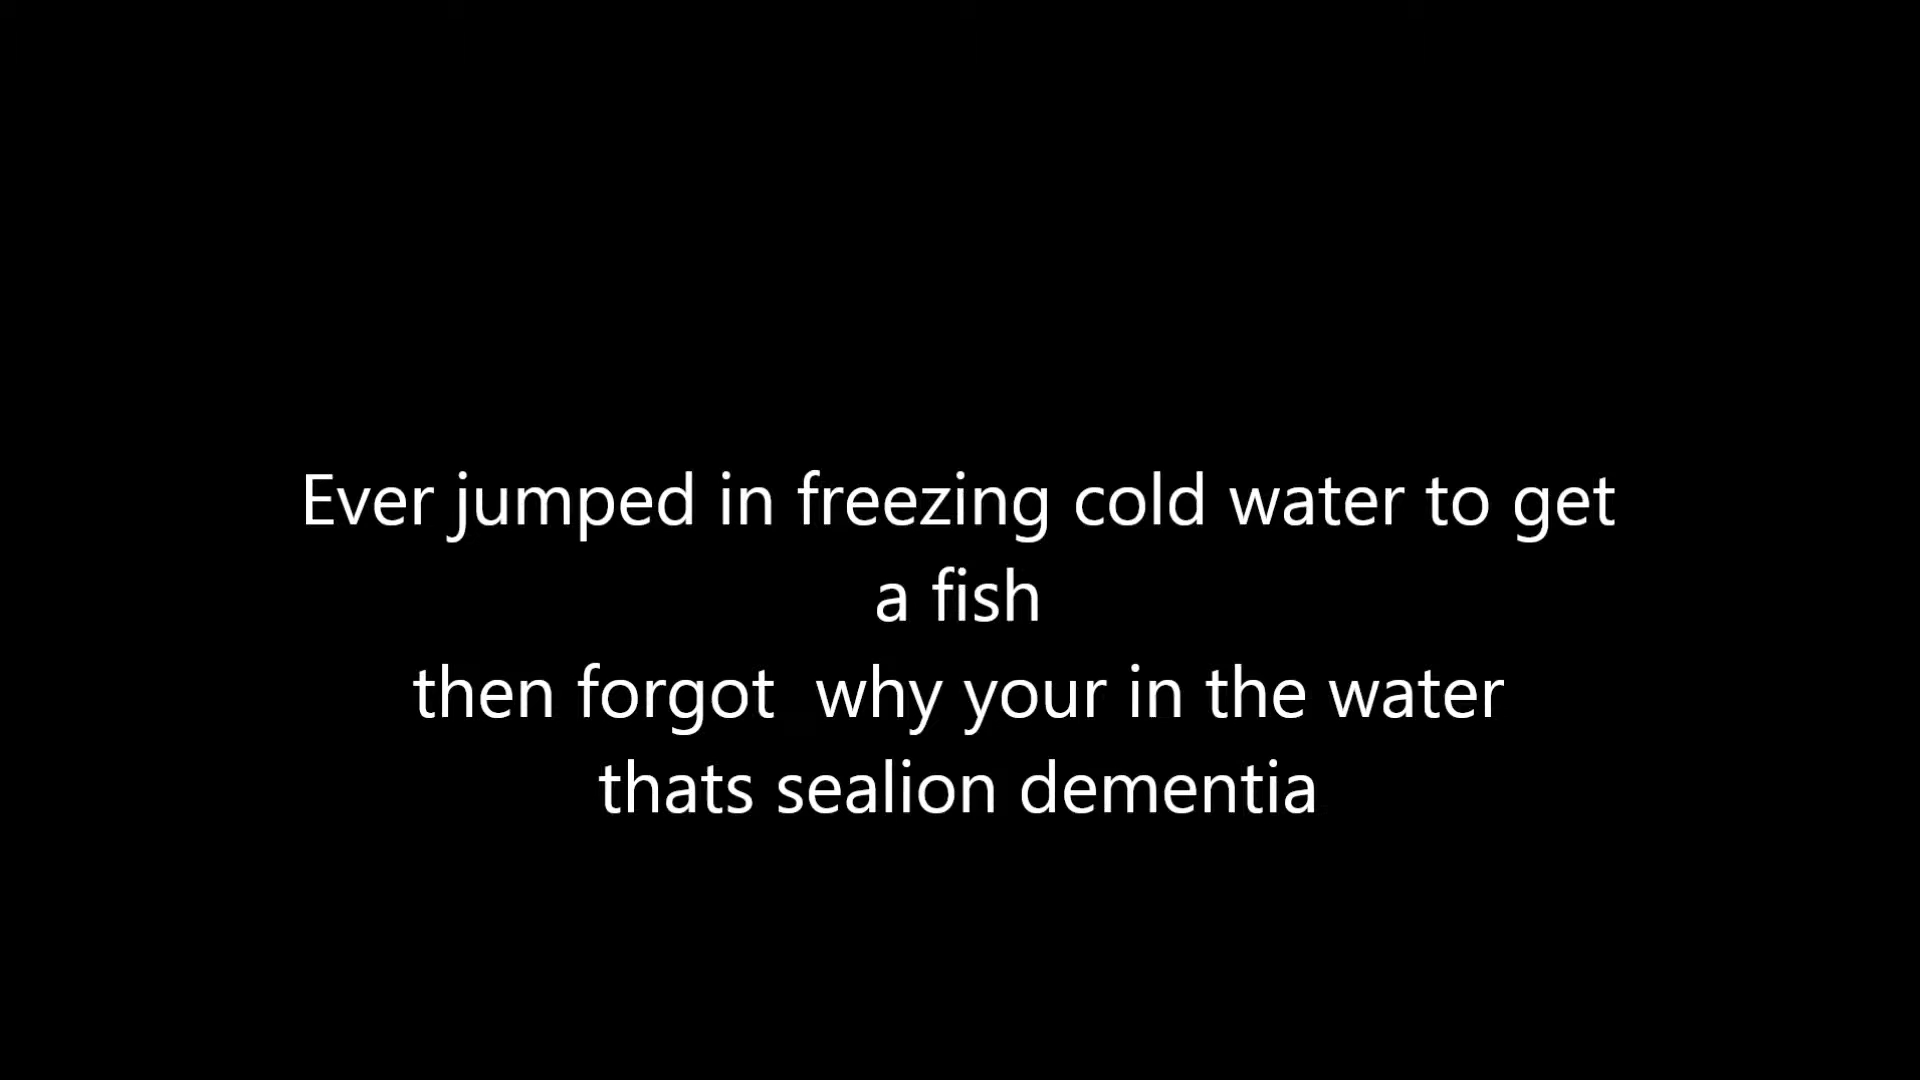 Ever jumped in freezing cold water to get
a fish
then forgot  why your in the water
thats sealion dementia